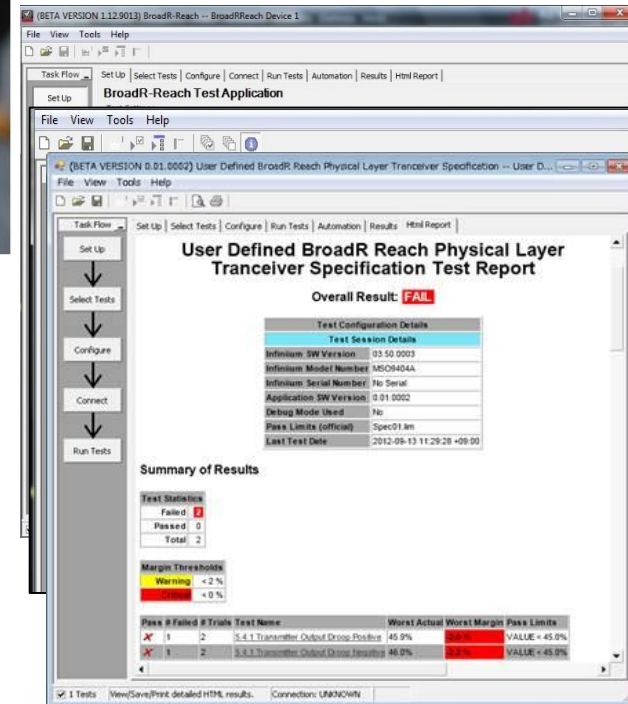 (BETA VERSION 1.12.9013) BroadR-Reach -- BroadRReach Device 1
File View Tools Help
Task Flow Set Up Select Tests Configure Connect Run Tests Automation Results Html Report
Set Up BroadR-Reach Test Application
File View Tools Help
(BETA VERSION 0.01.0002) User Defined BroadR Reach Physical Layer Tranceiver Specification -- User D...
File View Tools Help
Task Flow Set Up Select Tests Configure Run Tests Automation Results Html Report
Set Up
Select Tests
Configure
Connect
Run Tests
User Defined BroadR Reach Physical Layer
Tranceiver Specification Test Report
Overall Result: FAIL
Test Configuration Details
Test Session Details
Infiniium SW Version 03.50.0003
Infiniium Model Number MSO9404A
Infiniium Serial Number No Serial
Application SW Version 0.01.0002
Debug Mode Used No
Pass Limits (official) Spec01.lim
Last Test Date 2012-09-13 11:29:28 +09:00
Summary of Results
Test Statistics
Failed 2
Passed 0
Total 2
Margin Thresholds
Warning < 2 %
Critical < 0 %
Pass # Failed # Trials Test Name Worst Actual Worst Margin Pass Limits
1 2 5.4.1 Transmitter Output Droop Positive 45.9% -2.0 % VALUE < 45.0%
1 2 5.4.1 Transmitter Output Droop Negative 46.0% VALUE < 45.0%
1 Tests View/Save/Print detailed HTML results. Connection: UNKNOWN